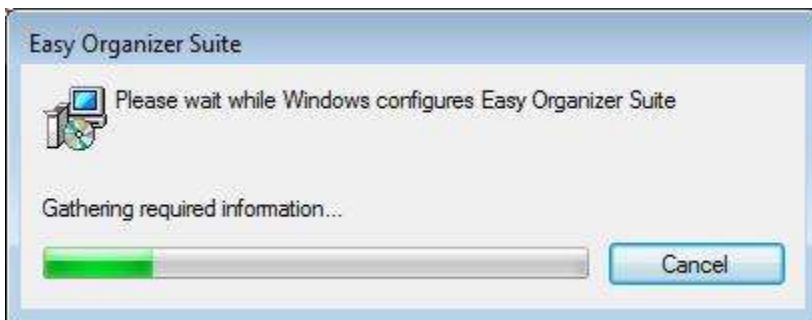 Easy Organizer Suite
Please wait while Windows configures Easy Organizer Suite
Gathering required information...
Cancel